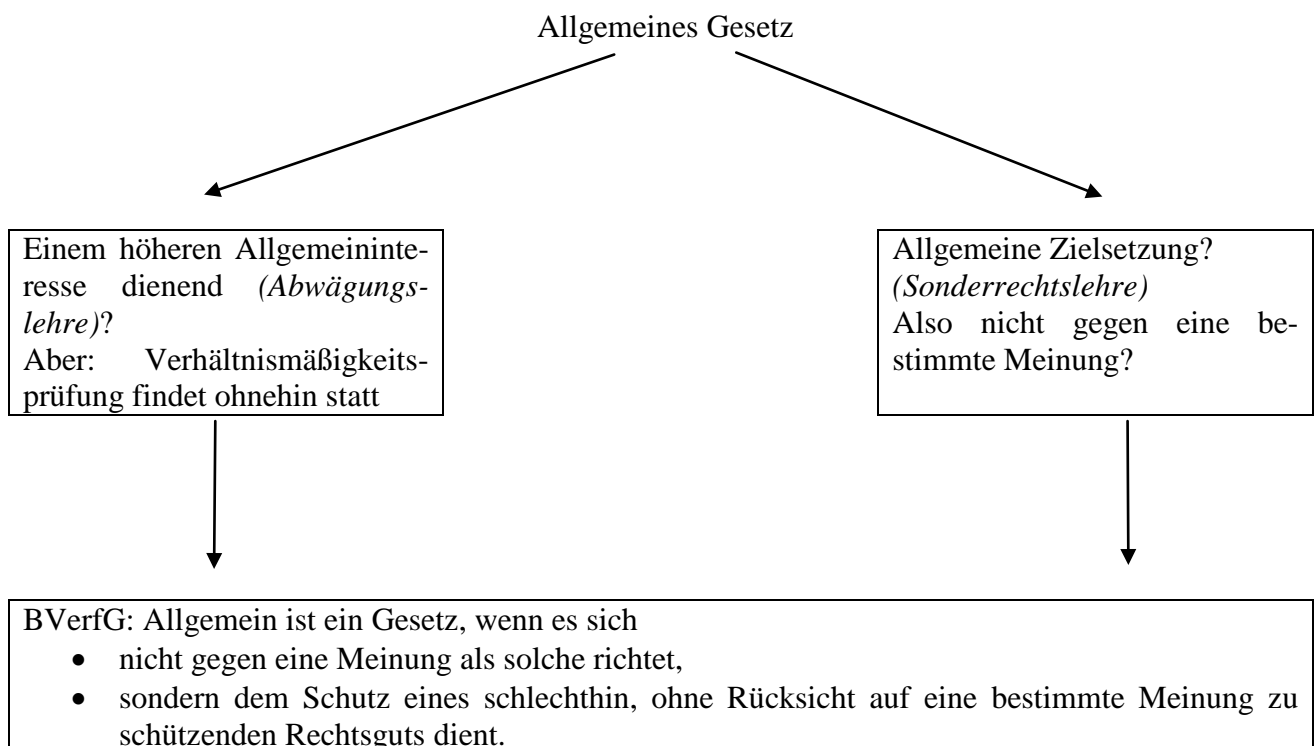 Allgemeines Gesetz
Einem höheren Allgemeininte-
resse dienend (Abwägungs-
lehre)?
Aber: Verhältnismäßigkeits-
prüfung findet ohnehin statt
Allgemeine Zielsetzung?
(Sonderrechtslehre)
Also nicht gegen eine be-
stimmte Meinung?
BVerfG: Allgemein ist ein Gesetz, wenn es sich
• nicht gegen eine Meinung als solche richtet,
• sondern dem Schutz eines schlechthin, ohne Rücksicht auf eine bestimmte Meinung zu
schützenden Rechtsguts dient.